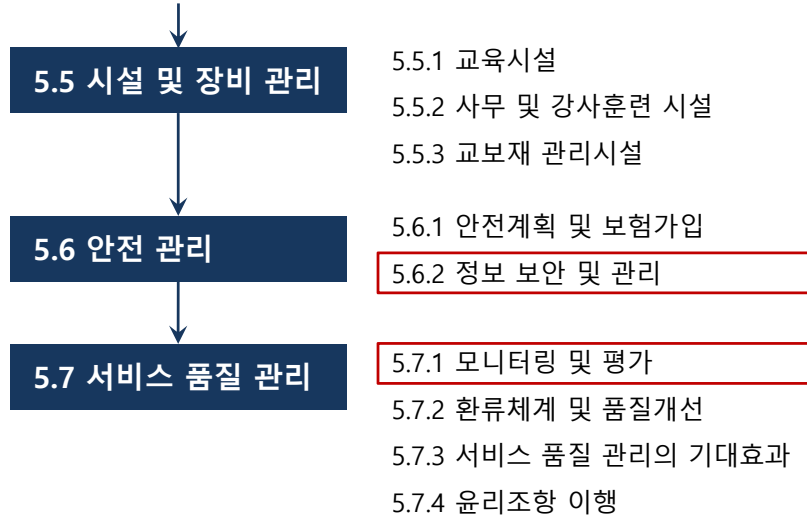 5.5 시설 및 장비 관리
5.5.1 교육시설
5.5.2 사무 및 강사훈련 시설
5.5.3 교보재 관리시설
5.6 안전 관리
5.6.1 안전계획 및 보험가입
5.6.2 정보 보안 및 관리
5.7 서비스 품질 관리
5.7.1 모니터링 및 평가
5.7.2 환류체계 및 품질개선
5.7.3 서비스 품질 관리의 기대효과
5.7.4 윤리조항 이행